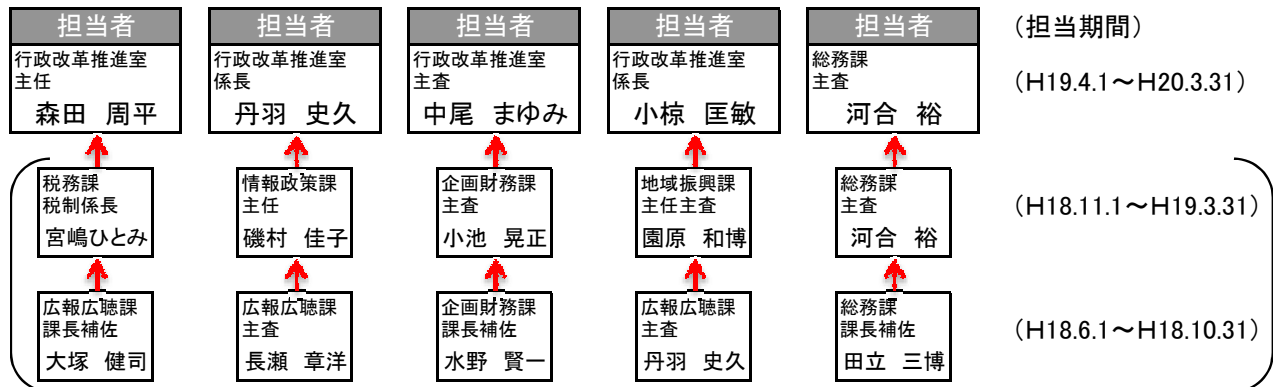 担当者 担当者 担当者 担当者 担当者 （担当期間）
行政改革推進室
主任
森田 周平
行政改革推進室
係長
丹羽 史久
行政改革推進室
主査
中尾 まゆみ
行政改革推進室
係長
小椋 匡敏
総務課
主査
河合 裕
（H19.4.1～H20.3.31）
税務課
税制係長
宮嶋ひとみ
情報政策課
主任
磯村 佳子
企画財務課
主査
小池 晃正
地域振興課
主任主査
園原 和博
総務課
主査
河合 裕
（H18.11.1～H19.3.31）
広報広聴課
課長補佐
大塚 健司
広報広聴課
主査
長瀬 章洋
企画財務課
課長補佐
水野 賢一
広報広聴課
主査
丹羽 史久
総務課
課長補佐
田立 三博
（H18.6.1～H18.10.31）